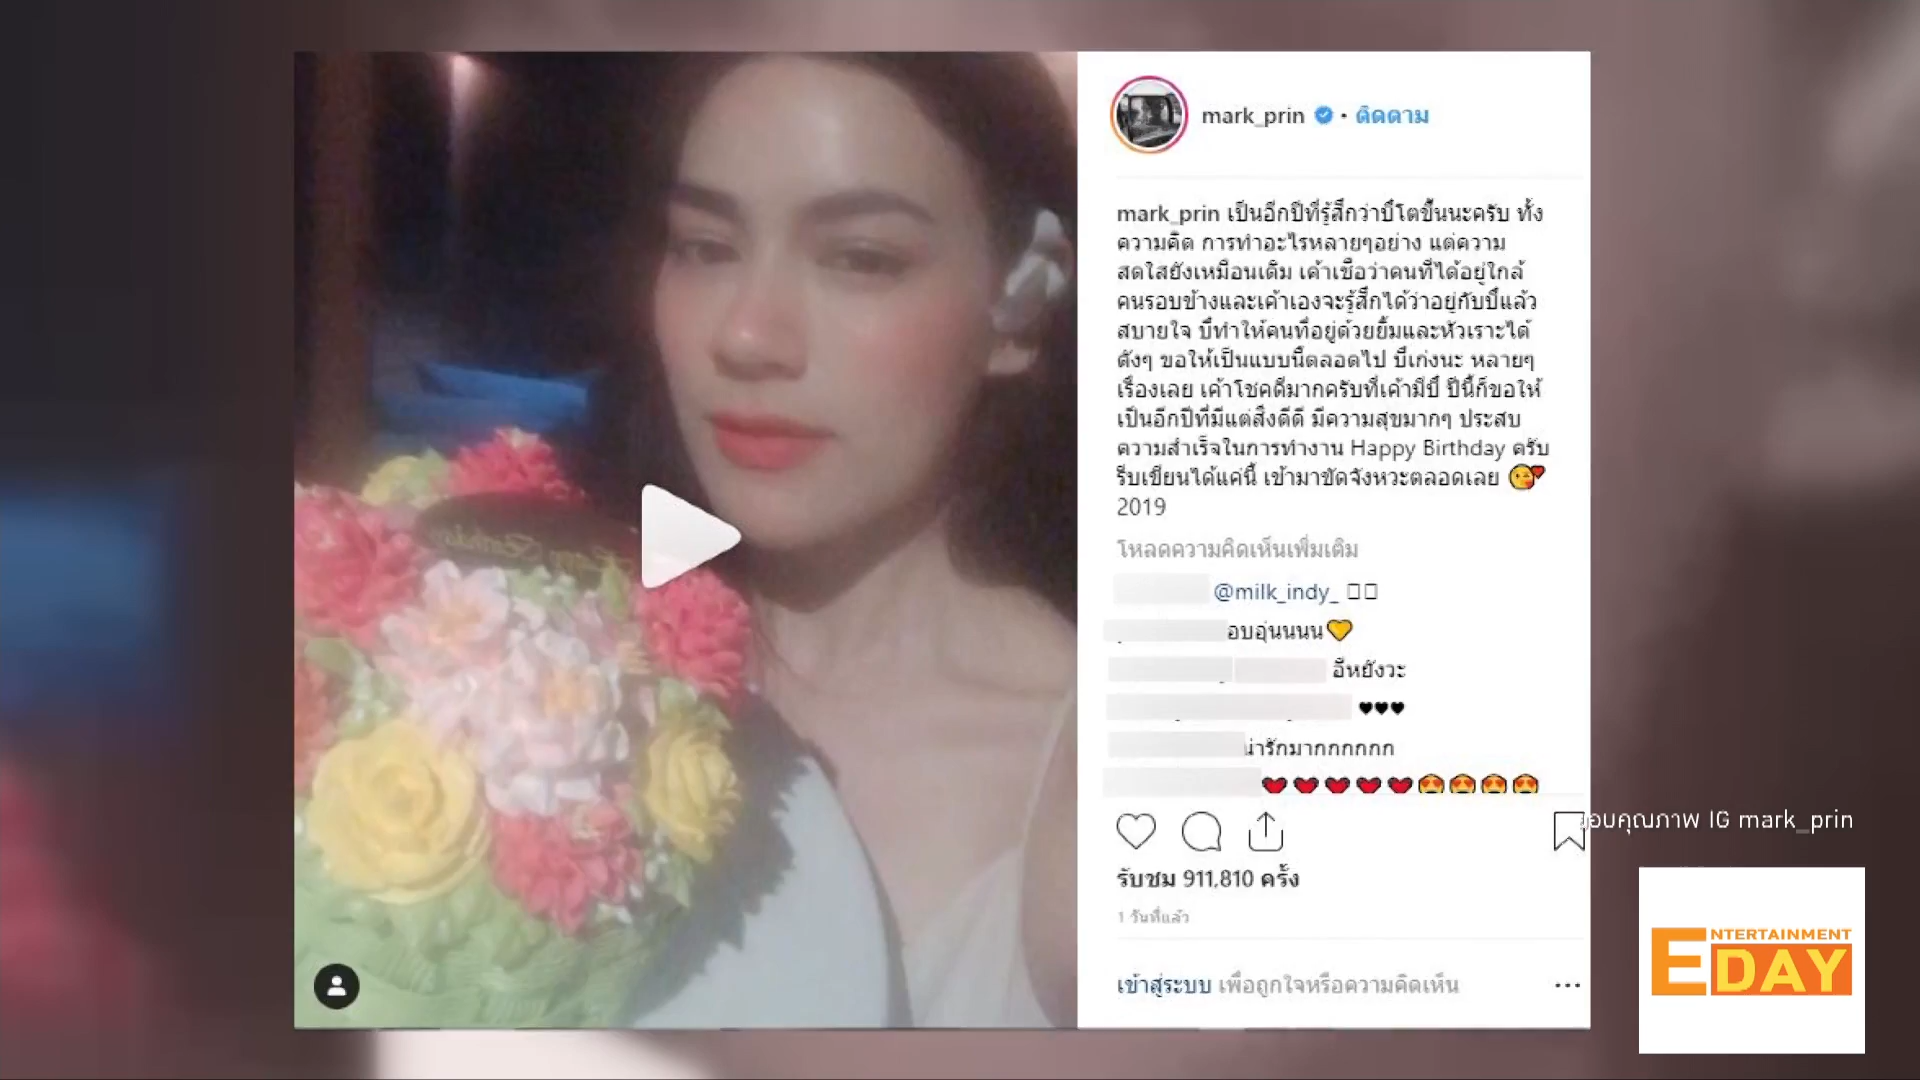 mark_prin • ติดตาม
mark_prin เป็นอีกปีที่รู้สึกว่าบี๋โตขึ้นนะครับ ทั้ง
ความคิด การทำอะไรหลายๆอย่าง แต่ความ
สดใสยังเหมือนเดิม เค้าเชื่อว่าคนที่ได้อยู่ใกล้
คนรอบข้างและเค้าเองจะรู้สึกได้ว่าอยู่กับบี๋แล้ว
สบายใจ บี๋ทำให้คนที่อยู่ด้วยยิ้มและหัวเราะได้
ดังๆ ขอให้เป็นแบบนี้ตลอดไป บี๋เก่งนะ หลายๆ
เรื่องเลย เค้าโชคดีมากครับที่เค้ามีบี๋ ปีนี้ก็ขอให้
เป็นอีกปีที่มีแต่สิ่งดีดี มีความสุขมากๆ ประสบ
ความสำเร็จในการทำงาน Happy Birthday ครับ
รีบเขียนได้แค่นี้ เข้ามาขัดจังหวะตลอดเลย 😘
2019
โหลดความคิดเห็นเพิ่มเติม
@milk_indy_
อบอุ่นนนน💛
อีหยังวะ
♥♥♥
น่ารักมากกกกกก
❤❤❤❤❤😍😍😍😍
ขอบคุณภาพ IG mark_prin
รับชม 911,810 ครั้ง
1 วันที่แล้ว
เข้าสู่ระบบ เพื่อถูกใจหรือความคิดเห็น
ENTERTAINMENT
DAY